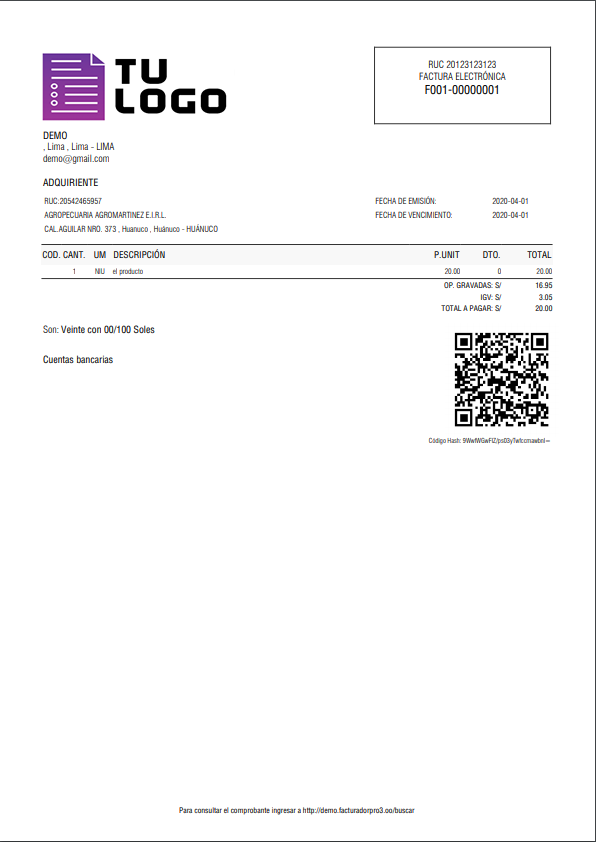 TU
LOGO
RUC 20123123123
FACTURA ELECTRÓNICA
F001-00000001
DEMO
, Lima , Lima - LIMA
demo@gmail.com
ADQUIRIENTE
RUC:20542465957
FECHA DE EMISIÓN: 2020-04-01
AGROPECUARIA AGROMARTINEZ E.I.R.L.
FECHA DE VENCIMIENTO: 2020-04-01
CAL.AGUILAR NRO. 373 , Huanuco , Huánuco - HUÁNUCO
COD. CANT. UM DESCRIPCIÓN P.UNIT DTO. TOTAL
1 NIU el producto 20.00 0 20.00
OP. GRAVADAS: S/ 16.95
IGV: S/ 3.05
TOTAL A PAGAR: S/ 20.00
Son: Veinte con 00/100 Soles
Cuentas bancarias
Código Hash:
Para consultar el comprobante ingresar a http://demo.facturadorpro3.oo/buscar